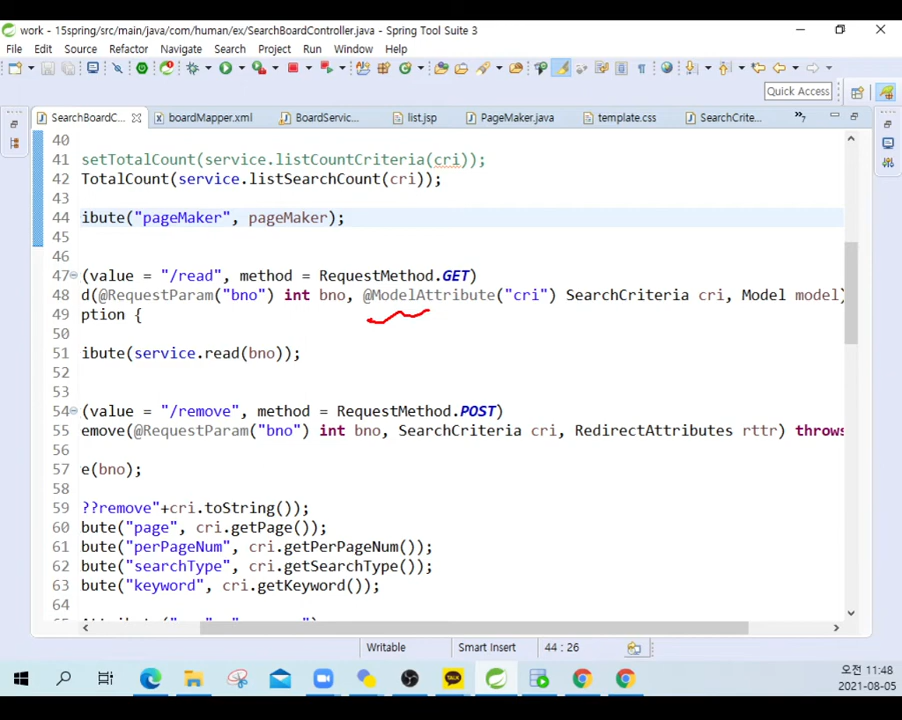 work - 15spring/src/main/java/com/human/ex/SearchBoardController.java - Spring Tool Suite 3
File Edit Source Refactor Navigate Search Project Run Window Help
Quick Access
SearchBoardC... boardMapper.xml BoardServic... list.jsp PageMaker.java template.css SearchCrite...
40
41 setTotalCount(service.listCountCriteria(cri));
42 TotalCount(service.listSearchCount(cri));
43
44 ibute("pageMaker", pageMaker);
45
46
47 (value = "/read", method = RequestMethod.GET)
48 d(@RequestParam("bno") int bno, @ModelAttribute("cri") SearchCriteria cri, Model model)
49 ption {
50
51 ibute(service.read(bno));
52
53
54 (value = "/remove", method = RequestMethod.POST)
55 emove(@RequestParam("bno") int bno, SearchCriteria cri, RedirectAttributes rttr) throws
56
57 e(bno);
58
59 ??remove"+cri.toString());
60 bute("page", cri.getPage());
61 bute("perPageNum", cri.getPerPageNum());
62 bute("searchType", cri.getSearchType());
63 bute("keyword", cri.getKeyword());
64
Writable Smart Insert 44 : 26
TALK
오전 11:48
2021-08-05